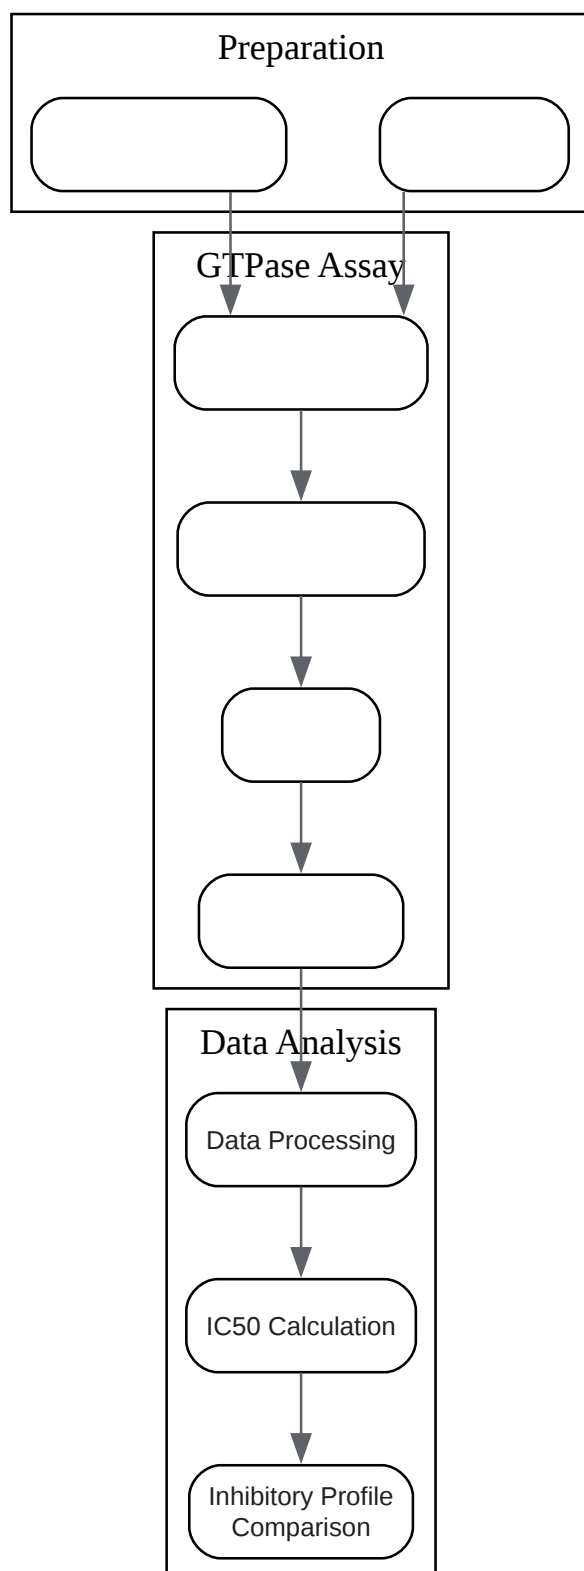 Preparation
GTPase Assay
Data Analysis
Data Processing
IC50 Calculation
Inhibitory Profile
Comparison